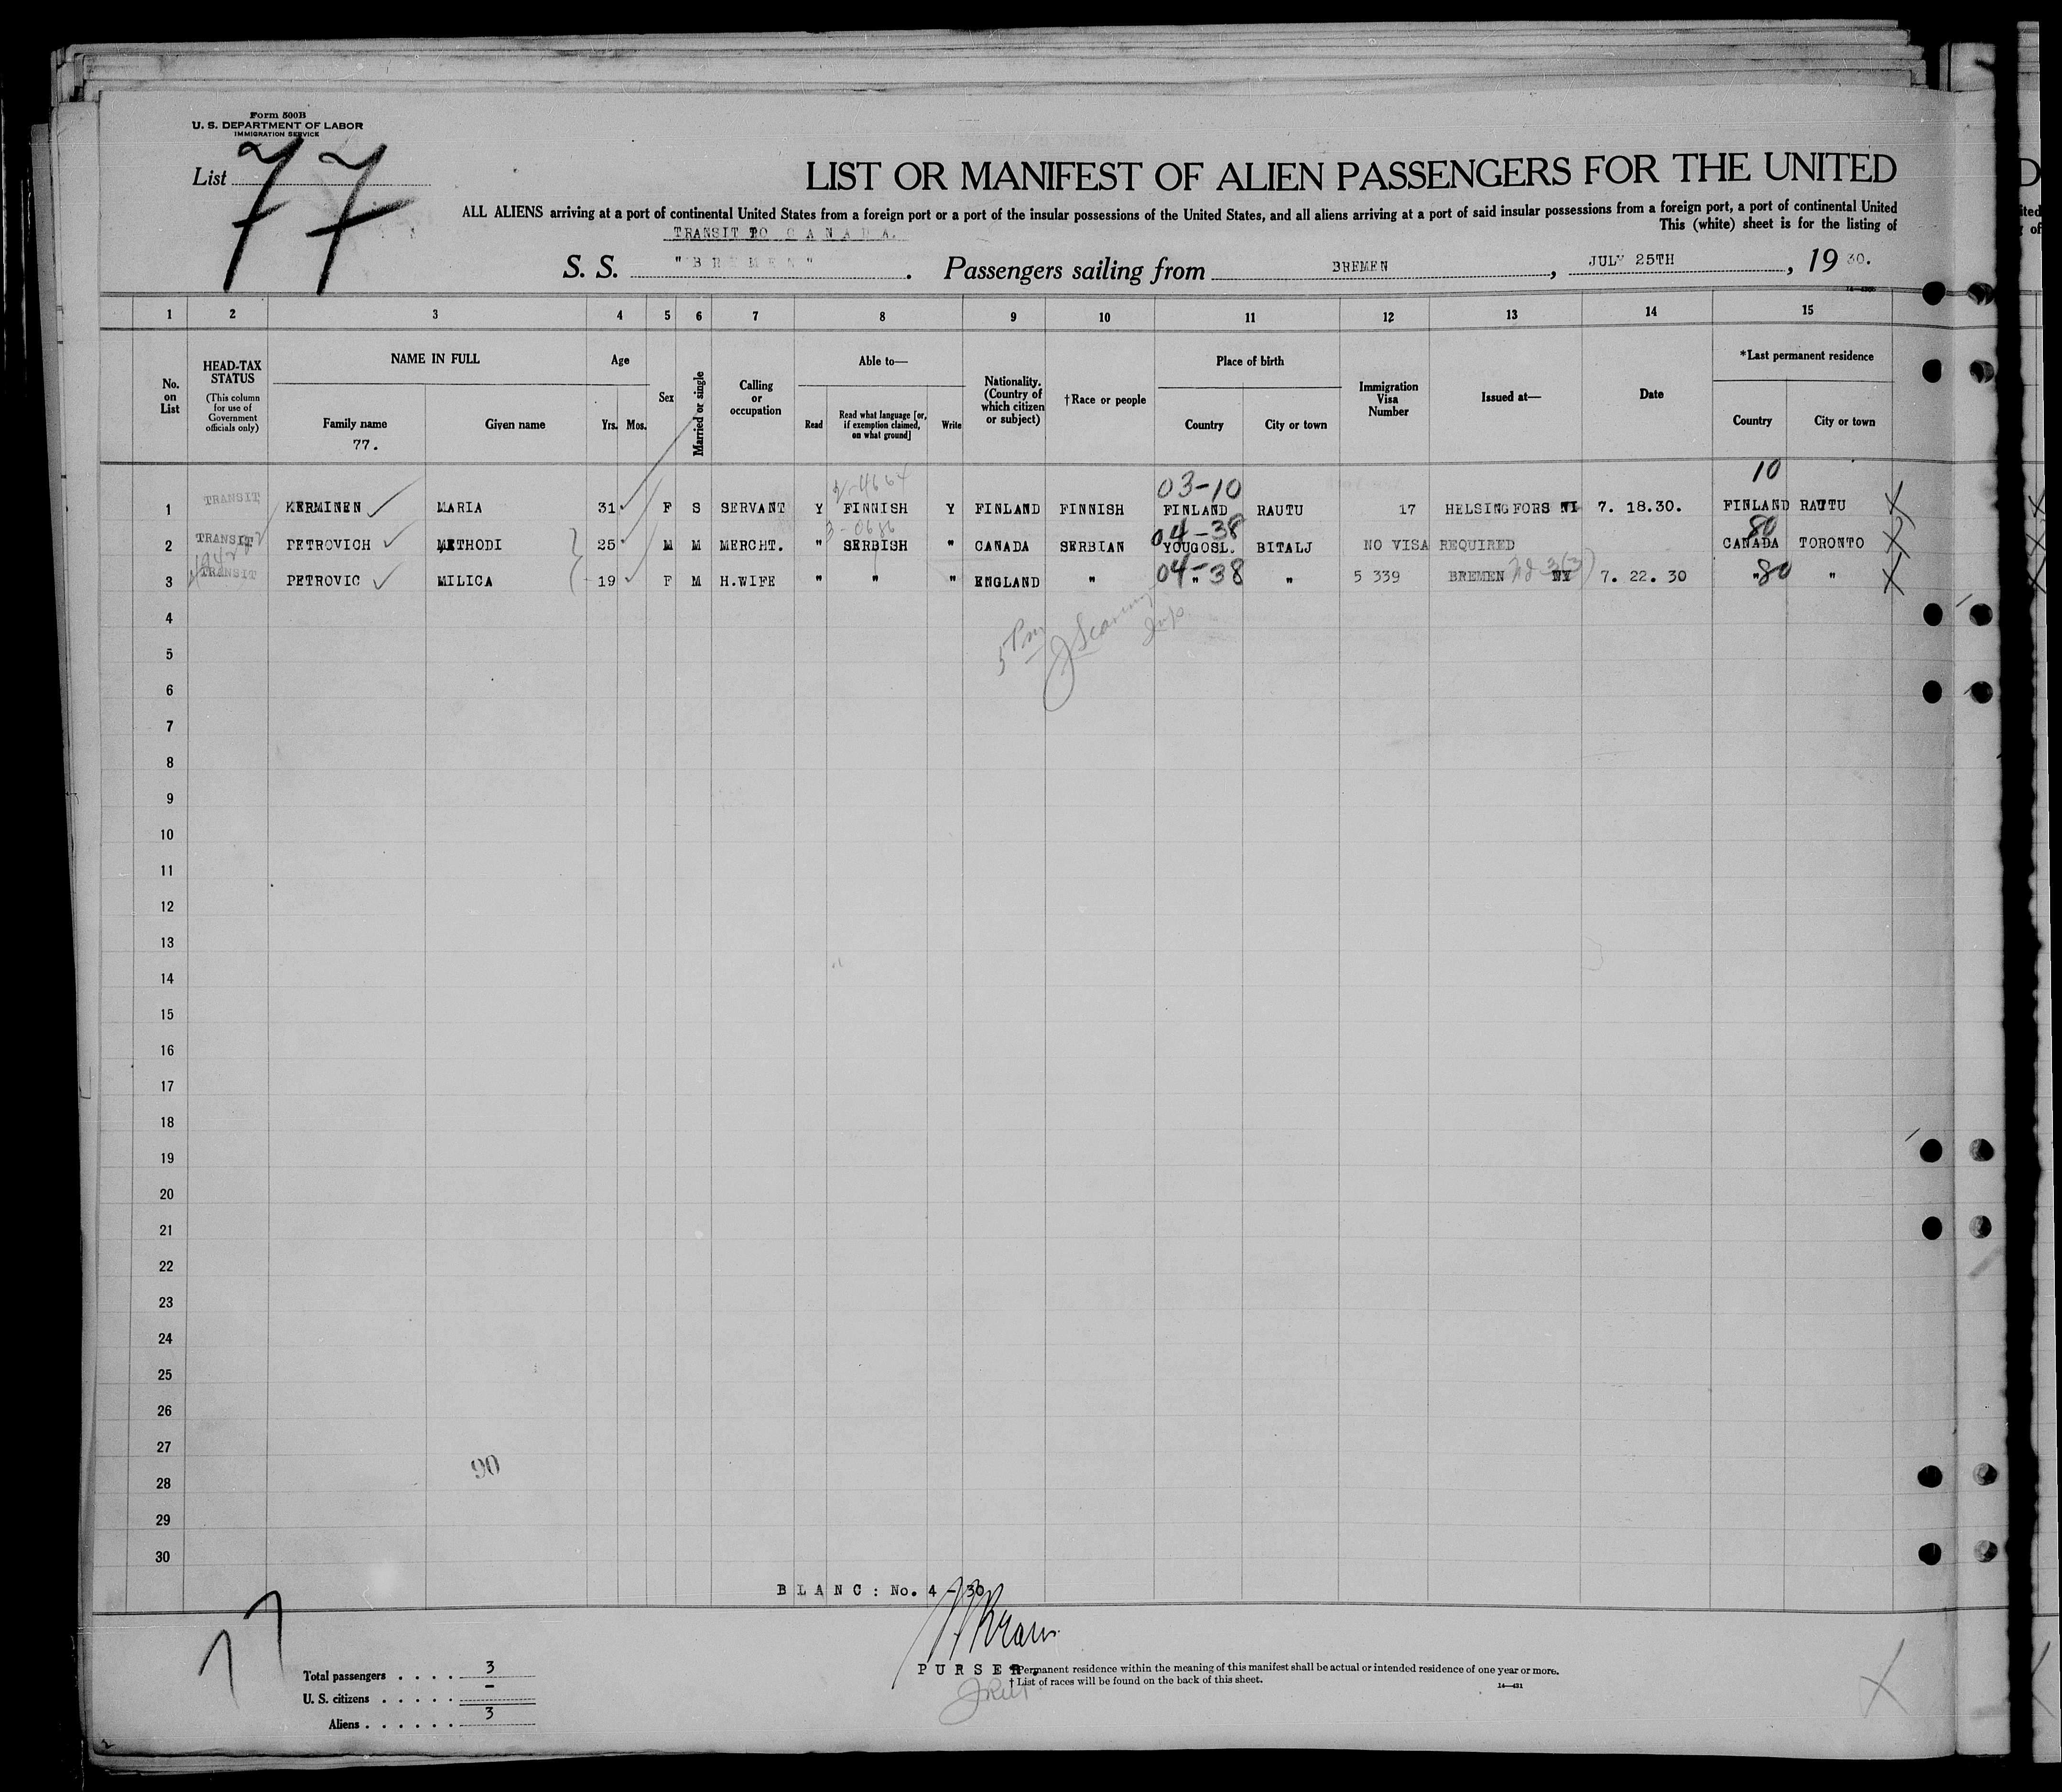 Form 500B
U. S. DEPARTMENT OF LABOR
IMMIGRATION SERVICE
List 77
LIST OR MANIFEST OF ALIEN PASSENGERS FOR THE UNITED
ALL ALIENS arriving at a port of continental United States from a foreign port or a port of the insular possessions of the United States, and all aliens arriving at a port of said insular possessions from a foreign port, a port of continental United
This (white) sheet is for the listing of
TRANSIT TO CANADA.
S. S. "BREMEN". Passengers sailing from BREMEN, JULY 25TH, 1930.
1 2 3 4 5 6 7 8 9 10 11 12 13 14 15
No. on List
HEAD-TAX STATUS
(This column for use of Government officials only)
NAME IN FULL
Family name
77.
Given name
Age
Yrs. Mos.
Sex
Married or single
Calling or occupation
Able to—
Read
Read what language [or, if exemption claimed, on what ground]
Write
Nationality. (Country of which citizen or subject)
†Race or people
Place of birth
Country
City or town
Immigration Visa Number
Issued at—
Date
*Last permanent residence
Country
City or town
03-10 10
1 TRANSIT KERMINEN MARIA 31 F S SERVANT Y FINNISH Y FINLAND FINNISH FINLAND RAUTU 17 HELSINGFORS 7. 18.30. FINLAND RAUTU
04-38 80
2 TRANSIT PETROVICH METHODI 25 M M MERCHT. " SERBISH " CANADA SERBIAN YOUGOSL. BITALJ NO VISA REQUIRED CANADA TORONTO
3 TRANSIT PETROVIC MILICA 19 F M H.WIFE " " " ENGLAND " 04-38 " " 5 339 BREMEN 7. 22. 30 " 80 "
4
5
6
7
8
9
10
11
12
13
14
15
16
17
18
19
20
21
22
23
24
25
26
27
90
28
29
30
BLANC: No. 4 - 30
PURSER.
Total passengers . . . . 3
U. S. citizens . . . . . -
Aliens . . . . . . 3
*Permanent residence within the meaning of this manifest shall be actual or intended residence of one year or more.
† List of races will be found on the back of this sheet.
14—431